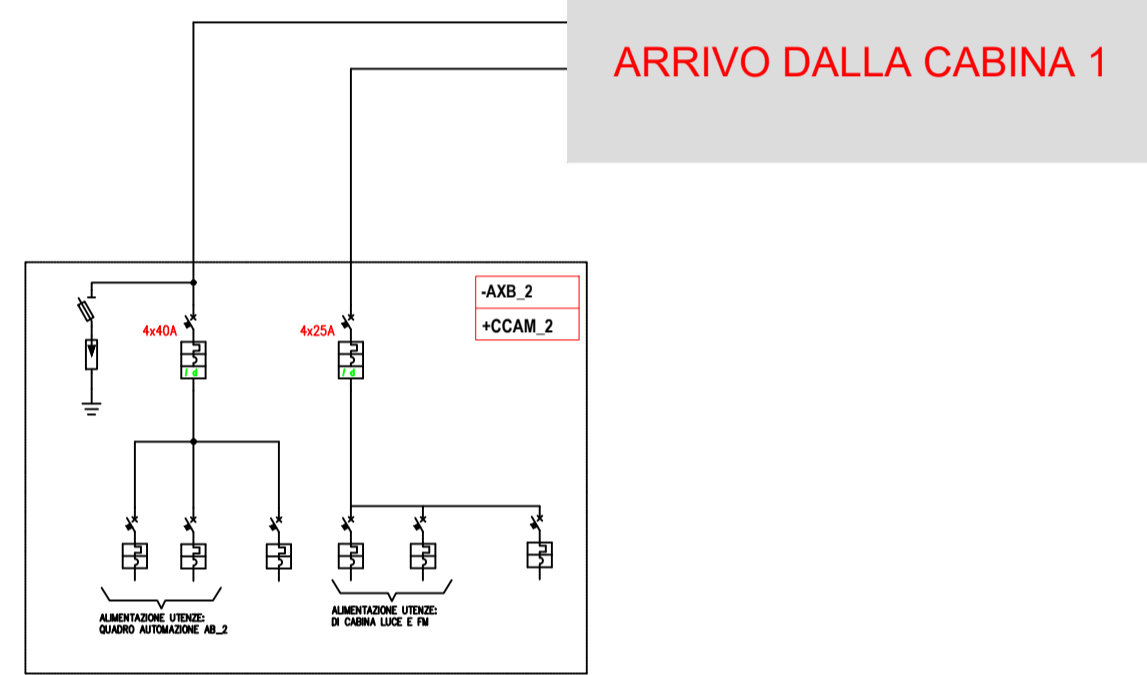 ARRIVO DALLA CABINA 1
-AXB_2
+CCAM_2
4x40A
4x25A
I d
I d
ALIMENTAZIONE UTENZE:
QUADRO AUTOMAZIONE AB_2
ALIMENTAZIONE UTENZE:
DI CABINA LUCE E FM